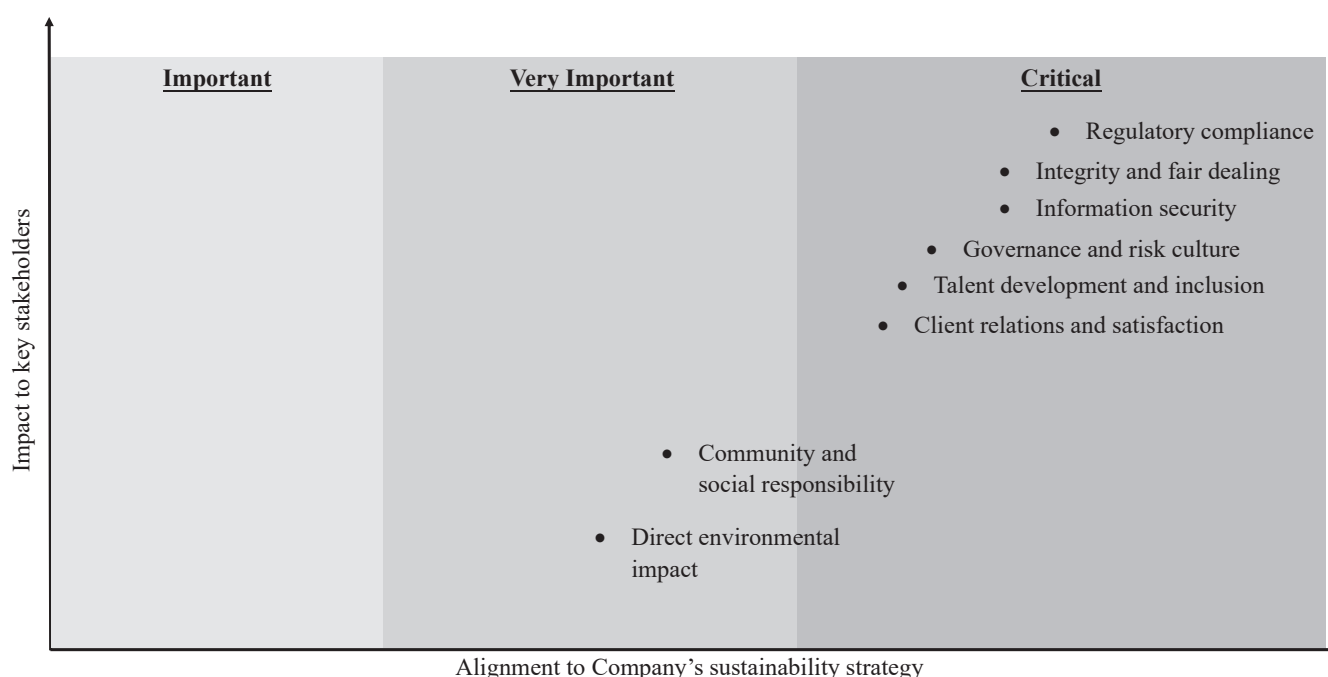 Important
Very Important
Critical
• Regulatory compliance
• Integrity and fair dealing
• Information security
• Governance and risk culture
• Talent development and inclusion
• Client relations and satisfaction
Impact to key stakeholders
• Community and
social responsibility
• Direct environmental
impact
Alignment to Company’s sustainability strategy